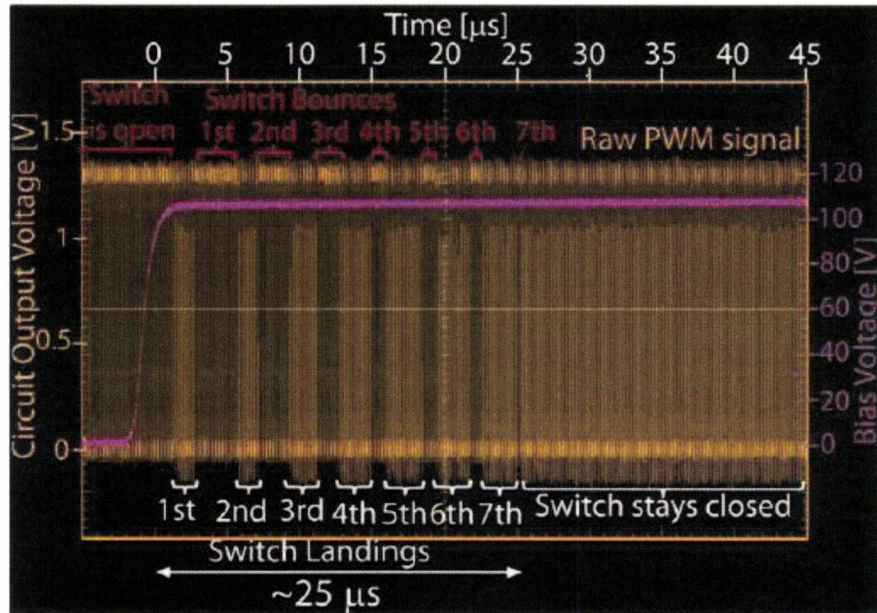 Time [μs]
0 5 10 15 20 25 30 35 40 45
Switch Switch Bounces
is open 1st 2nd 3rd 4th 5th 6th 7th Raw PWM signal
Circuit Output Voltage [V]
1.5
1
0.5
0
120
100
80
60
40
20
0
Bias Voltage [V]
1st 2nd 3rd 4th 5th 6th 7th Switch stays closed
Switch Landings
~25 μs